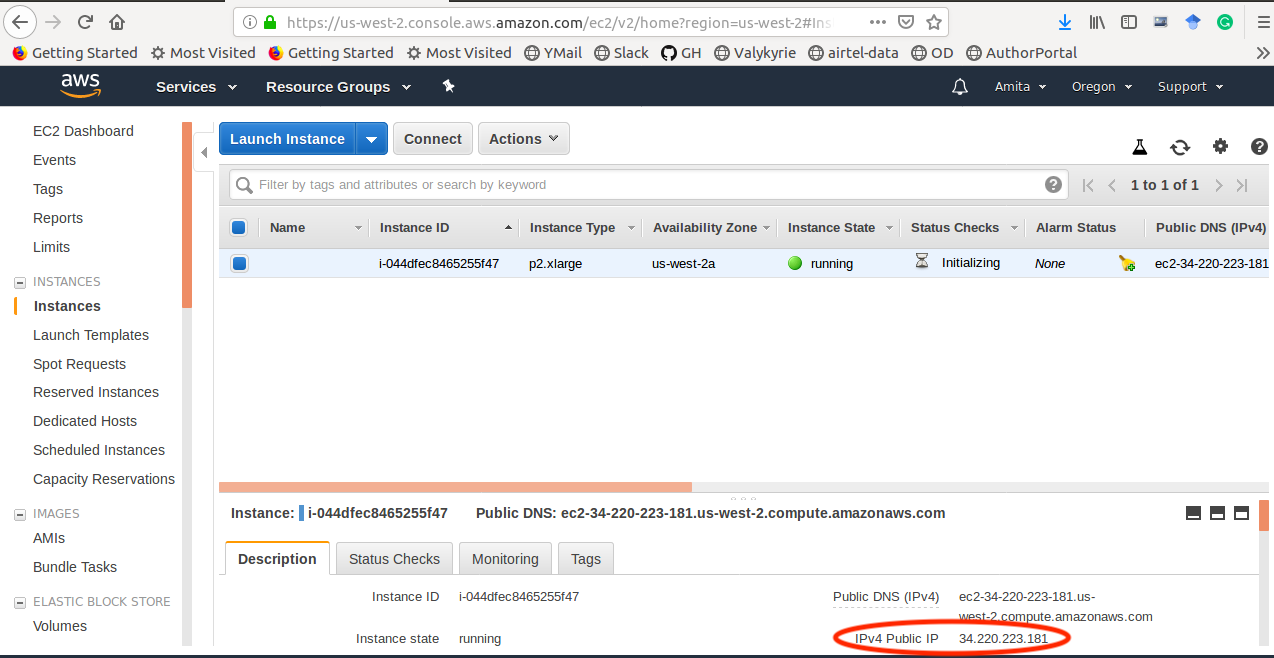 https://us-west-2.console.aws.amazon.com/ec2/v2/home?region=us-west-2#Ins
Getting Started Most Visited Getting Started Most Visited YMail Slack GH Valykyrie airtel-data OD AuthorPortal
aws Services Resource Groups Amita Oregon Support
EC2 Dashboard
Events
Tags
Reports
Limits
INSTANCES
Instances
Launch Templates
Spot Requests
Reserved Instances
Dedicated Hosts
Scheduled Instances
Capacity Reservations
IMAGES
AMIs
Bundle Tasks
ELASTIC BLOCK STORE
Volumes
Launch Instance Connect Actions
Filter by tags and attributes or search by keyword 1 to 1 of 1
Name Instance ID Instance Type Availability Zone Instance State Status Checks Alarm Status Public DNS (IPv4)
i-044dfec8465255f47 p2.xlarge us-west-2a running Initializing None ec2-34-220-223-181
Instance: i-044dfec8465255f47 Public DNS: ec2-34-220-223-181.us-west-2.compute.amazonaws.com
Description Status Checks Monitoring Tags
Instance ID i-044dfec8465255f47 Public DNS (IPv4) ec2-34-220-223-181.us-
west-2.compute.amazonaws.com
Instance state running IPv4 Public IP 34.220.223.181